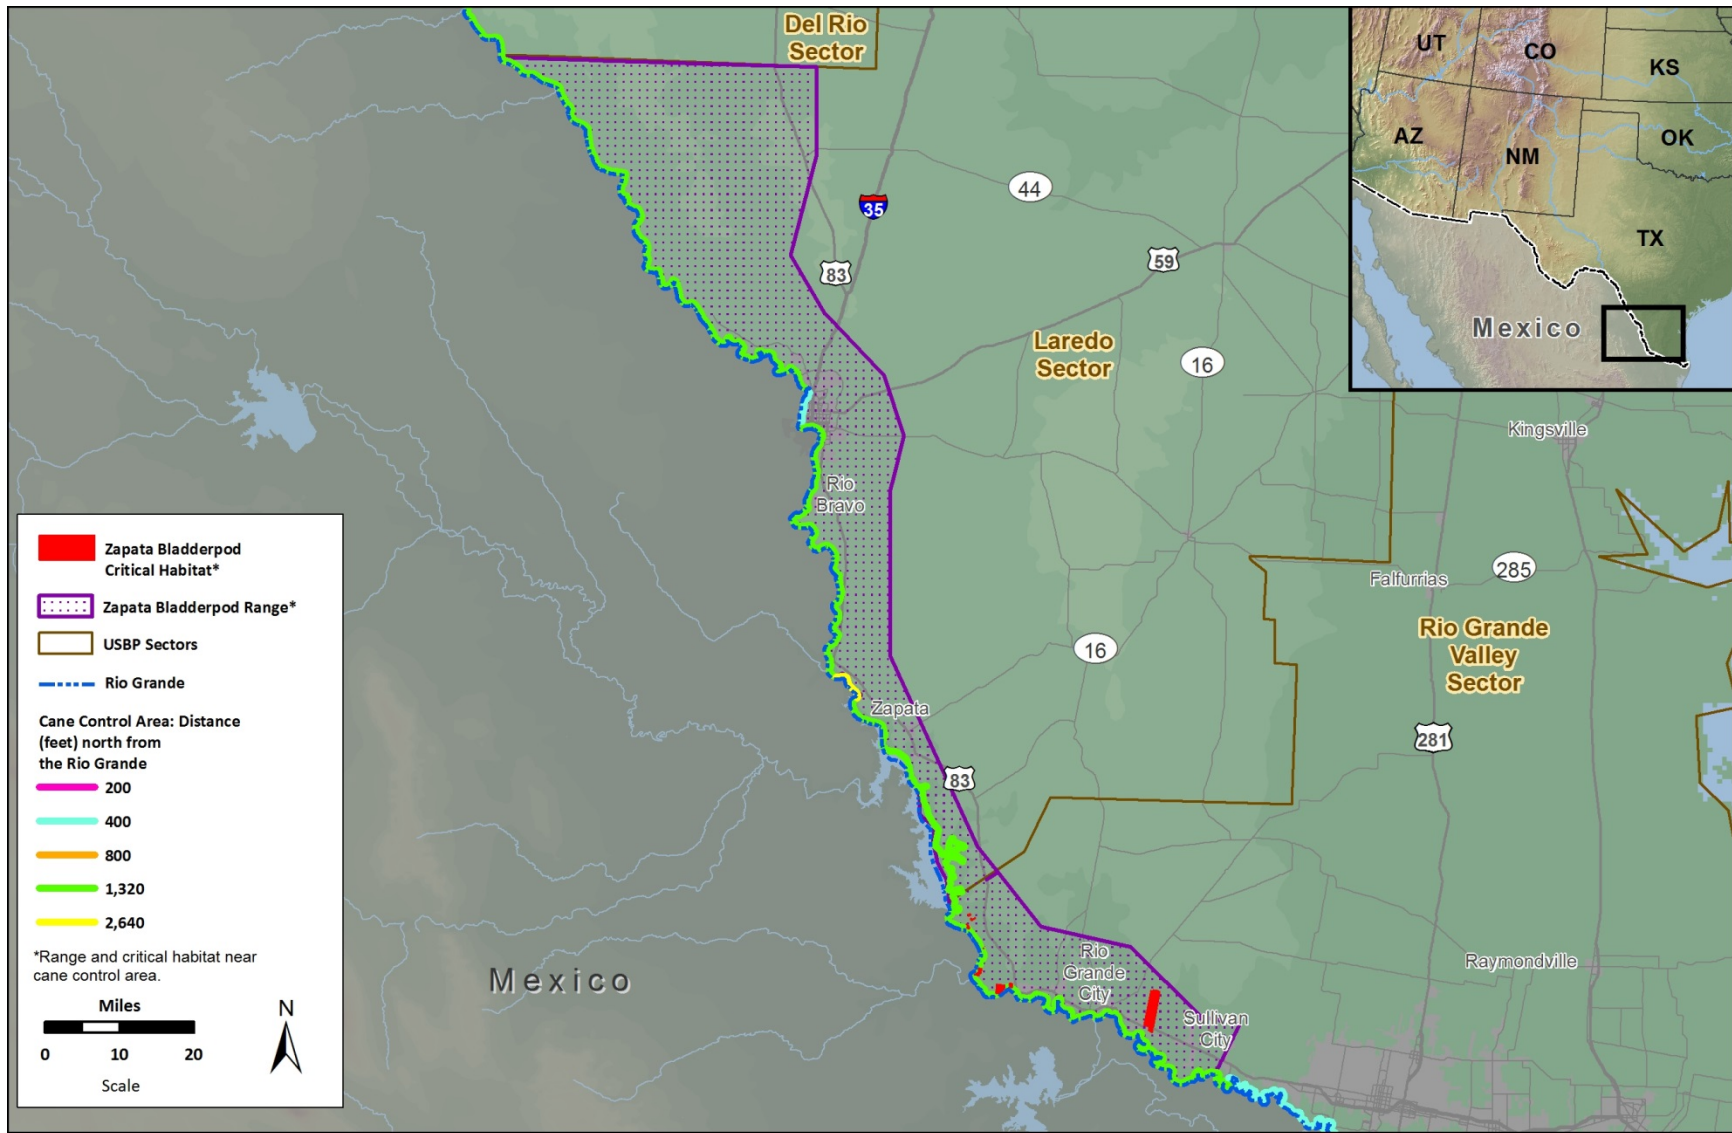 Del Rio
Sector
UT
CO
KS
AZ
NM
OK
TX
Mexico
44
35
83
59
Laredo
Sector
16
Kingsville
Rio
Bravo
Falfurrias
285
Rio Grande
Valley
Sector
16
Zapata
281
83
Rio
Grande
City
Raymondville
Sullivan
City
Mexico
Zapata Bladderpod
Critical Habitat*
Zapata Bladderpod Range*
USBP Sectors
Rio Grande
Cane Control Area: Distance
(feet) north from
the Rio Grande
200
400
800
1,320
2,640
*Range and critical habitat near
cane control area.
Miles
0 10 20
Scale
N